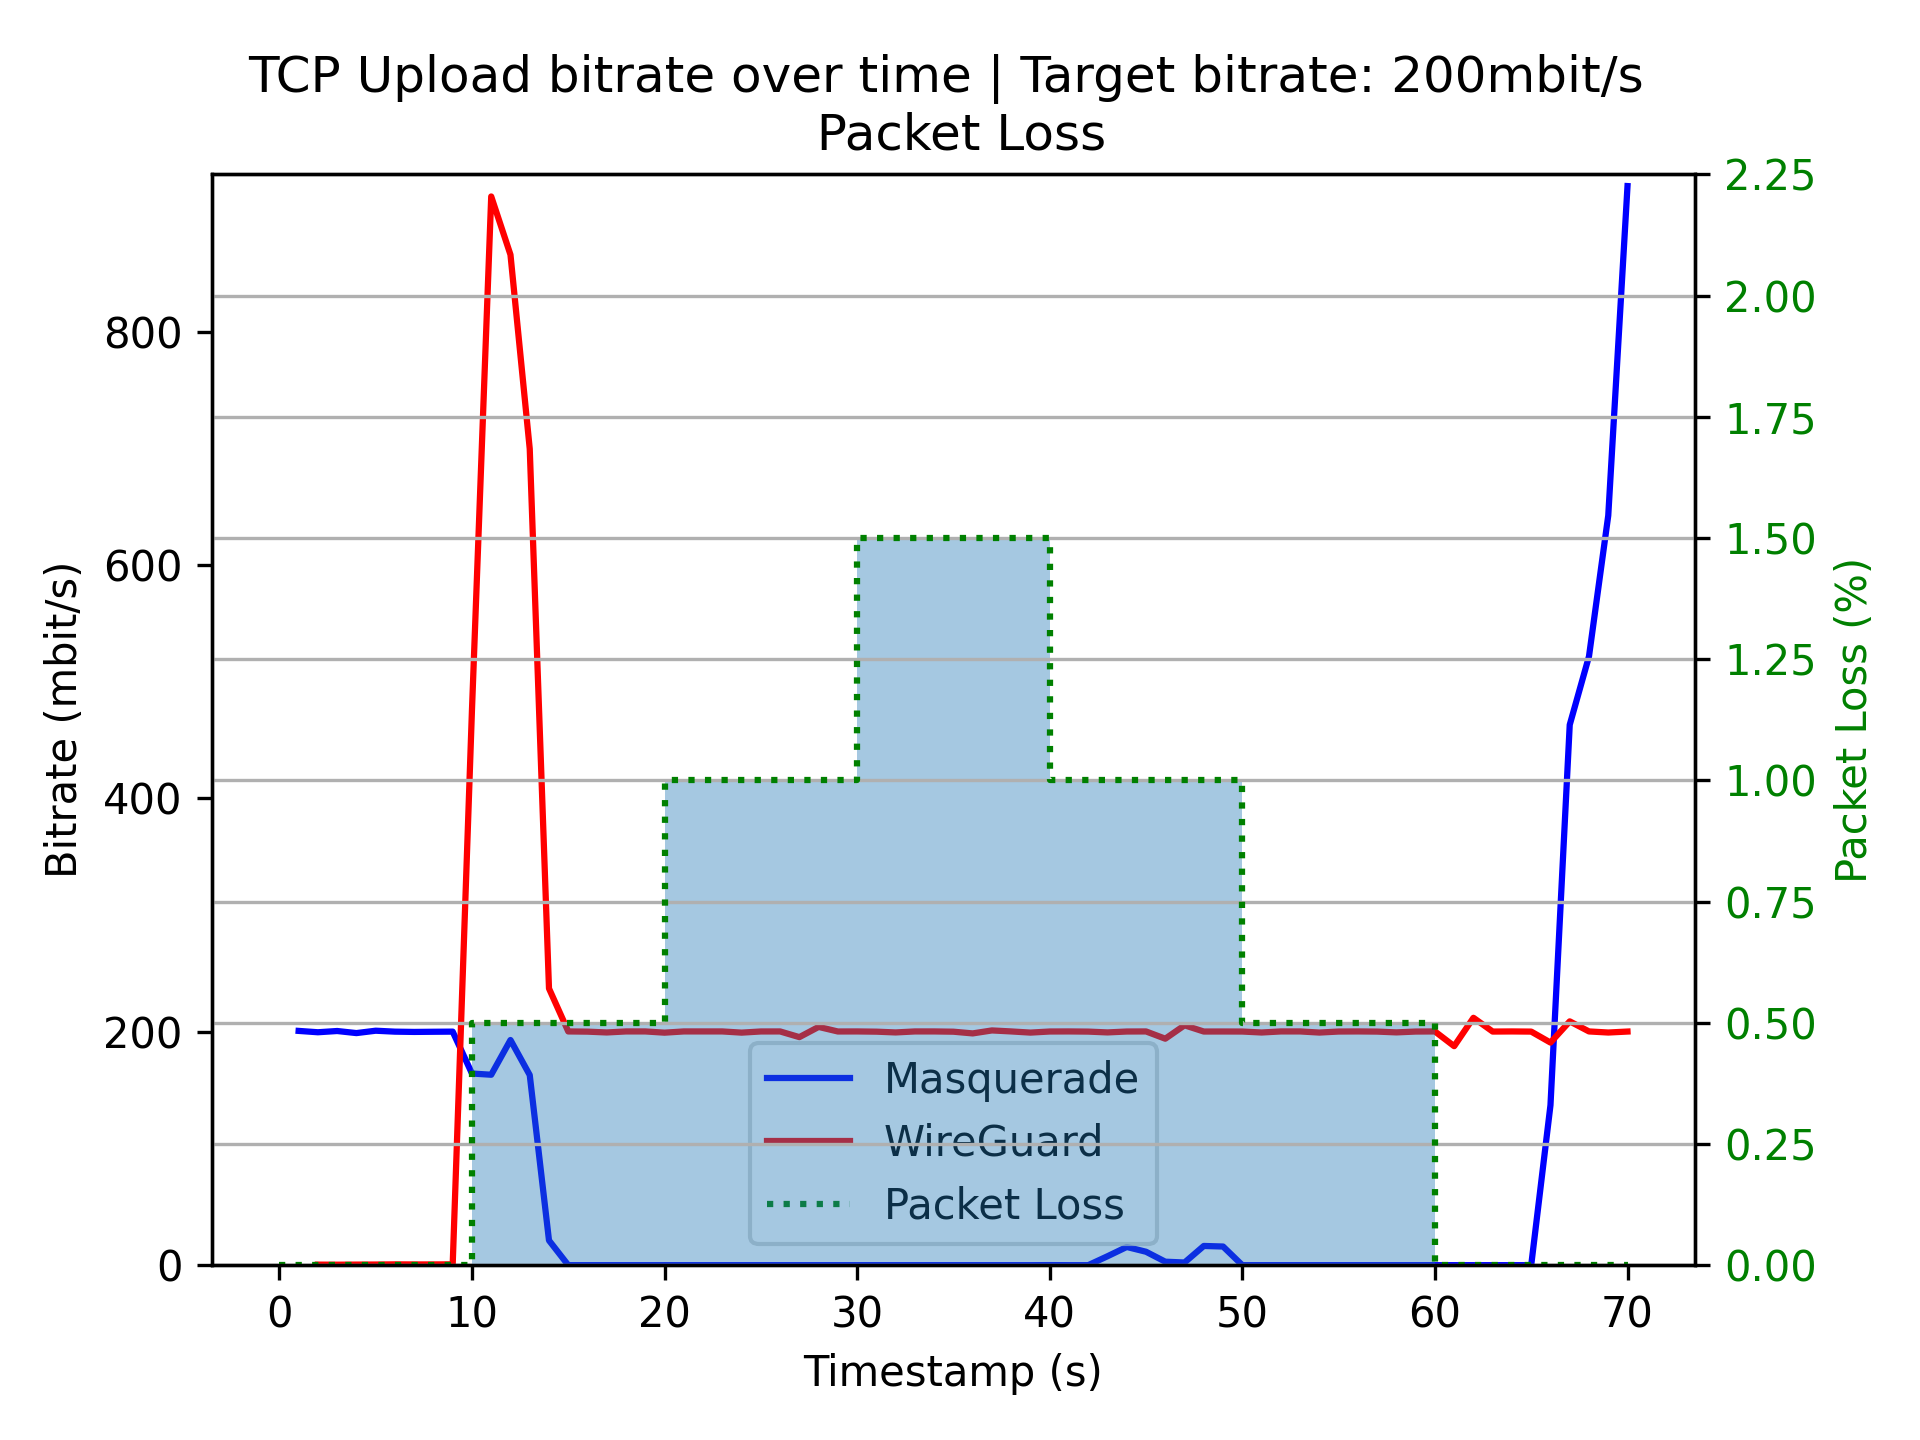 TCP Upload bitrate over time | Target bitrate: 200mbit/s
Packet Loss
2.25
2.00
1.75
1.50
1.25
1.00
0.75
0.50
0.25
0.00
Packet Loss (%)
800
600
400
200
0
Bitrate (mbit/s)
Masquerade
WireGuard
Packet Loss
0 10 20 30 40 50 60 70
Timestamp (s)